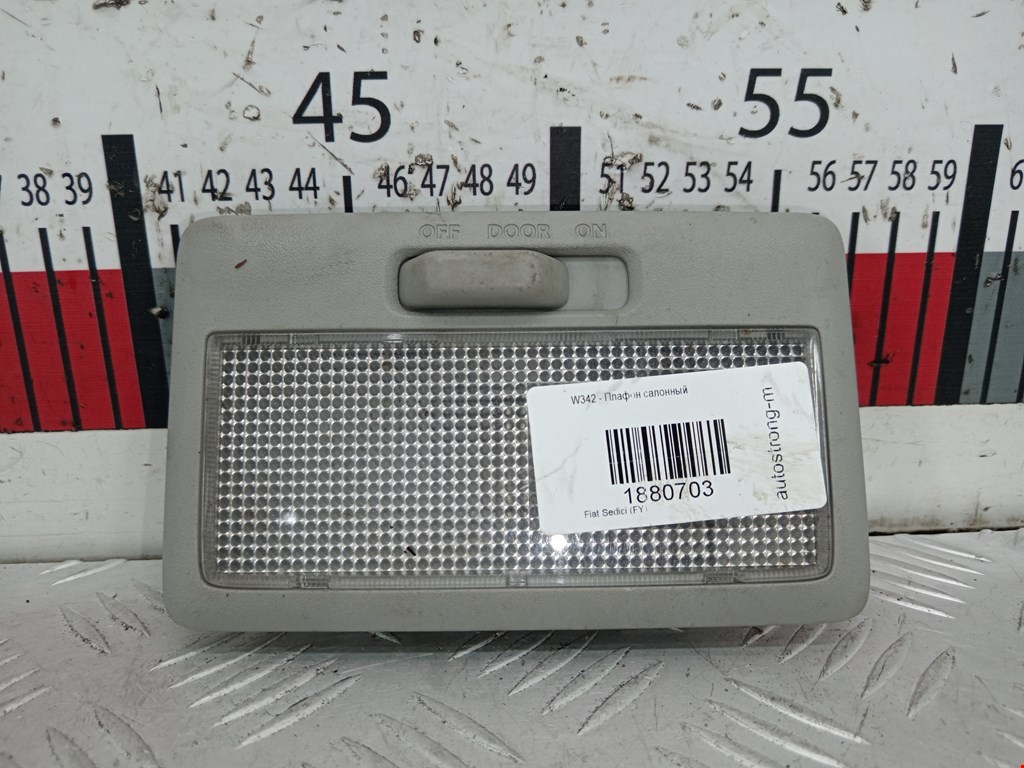 45 55
38 39 41 42 43 44 46 47 48 49 51 52 53 54 56 57 58 59
OFF DOOR ON
W342 - Плафон салонный
1880703
Fiat Sedici (FY)
autostrong-m